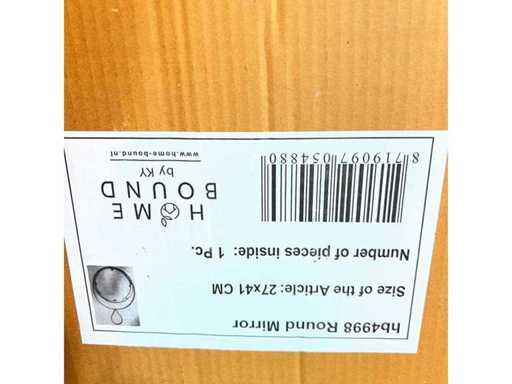 hb4998 Round Mirror
Size of the Article: 27x41 CM
Number of pieces inside: 1 Pc.
HOME
BOUND
by KY
www.home-bound.nl
8719097054880